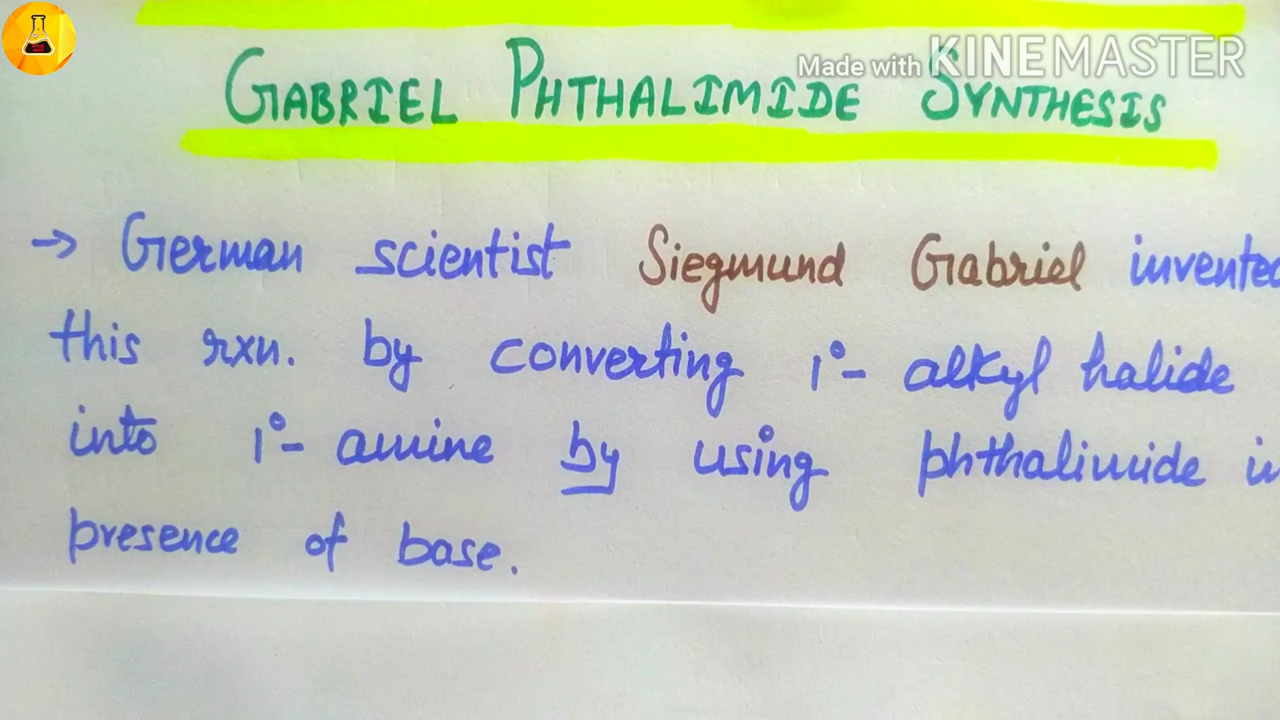 Made with KINEMASTER
GABRIEL PHTHALIMIDE SYNTHESIS
→ German scientist Siegmund Gabriel invented
this rxn. by converting 1°- alkyl halide
into 1°- amine by using phthalimide in
presence of base.